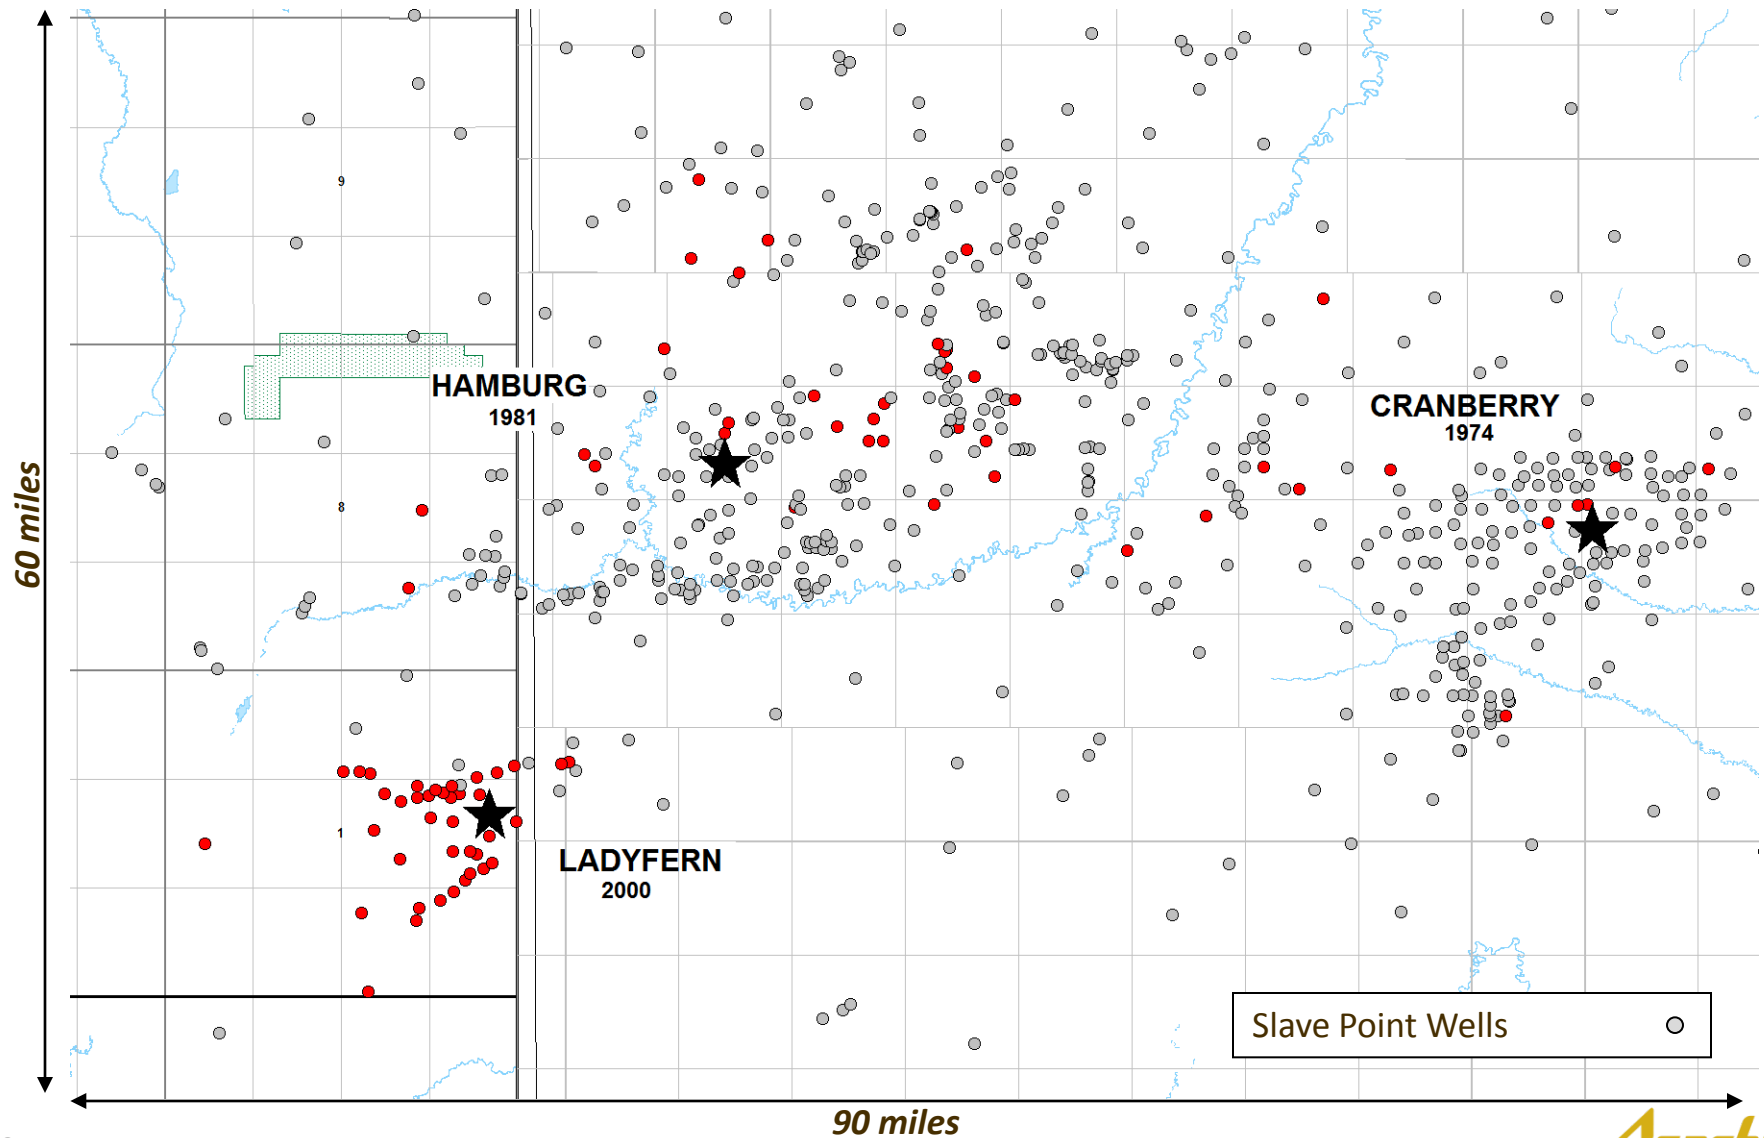 9
HAMBURG
1981
CRANBERRY
1974
60 miles
8
1
LADYFERN
2000
Slave Point Wells
90 miles